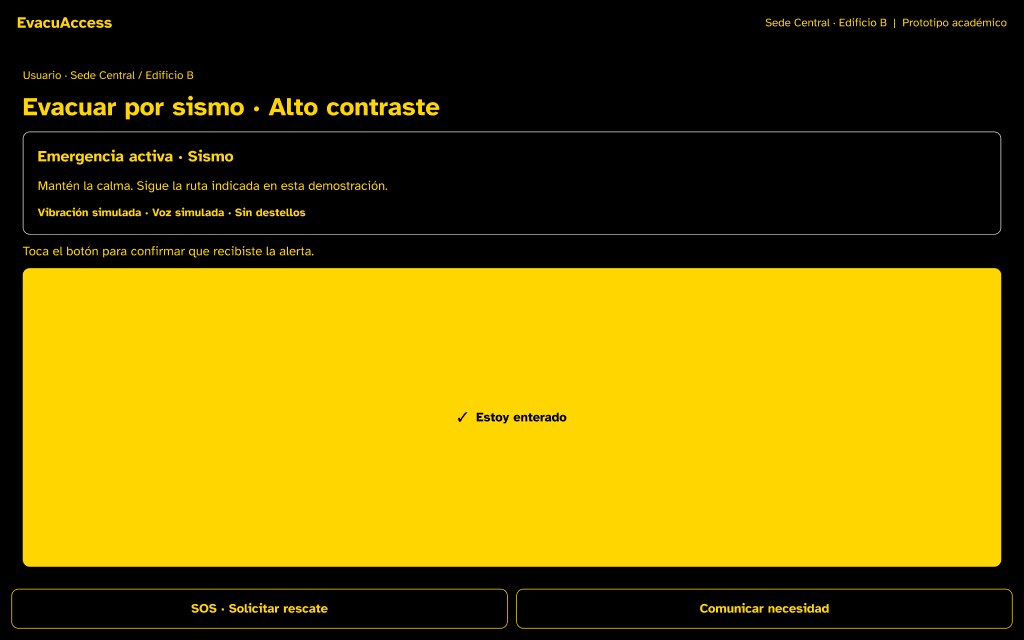 EvacuAccess
Sede Central · Edificio B | Prototipo académico
Usuario · Sede Central / Edificio B
Evacuar por sismo · Alto contraste
Emergencia activa · Sismo
Mantén la calma. Sigue la ruta indicada en esta demostración.
Vibración simulada · Voz simulada · Sin destellos
Toca el botón para confirmar que recibiste la alerta.
✓ Estoy enterado
SOS · Solicitar rescate
Comunicar necesidad